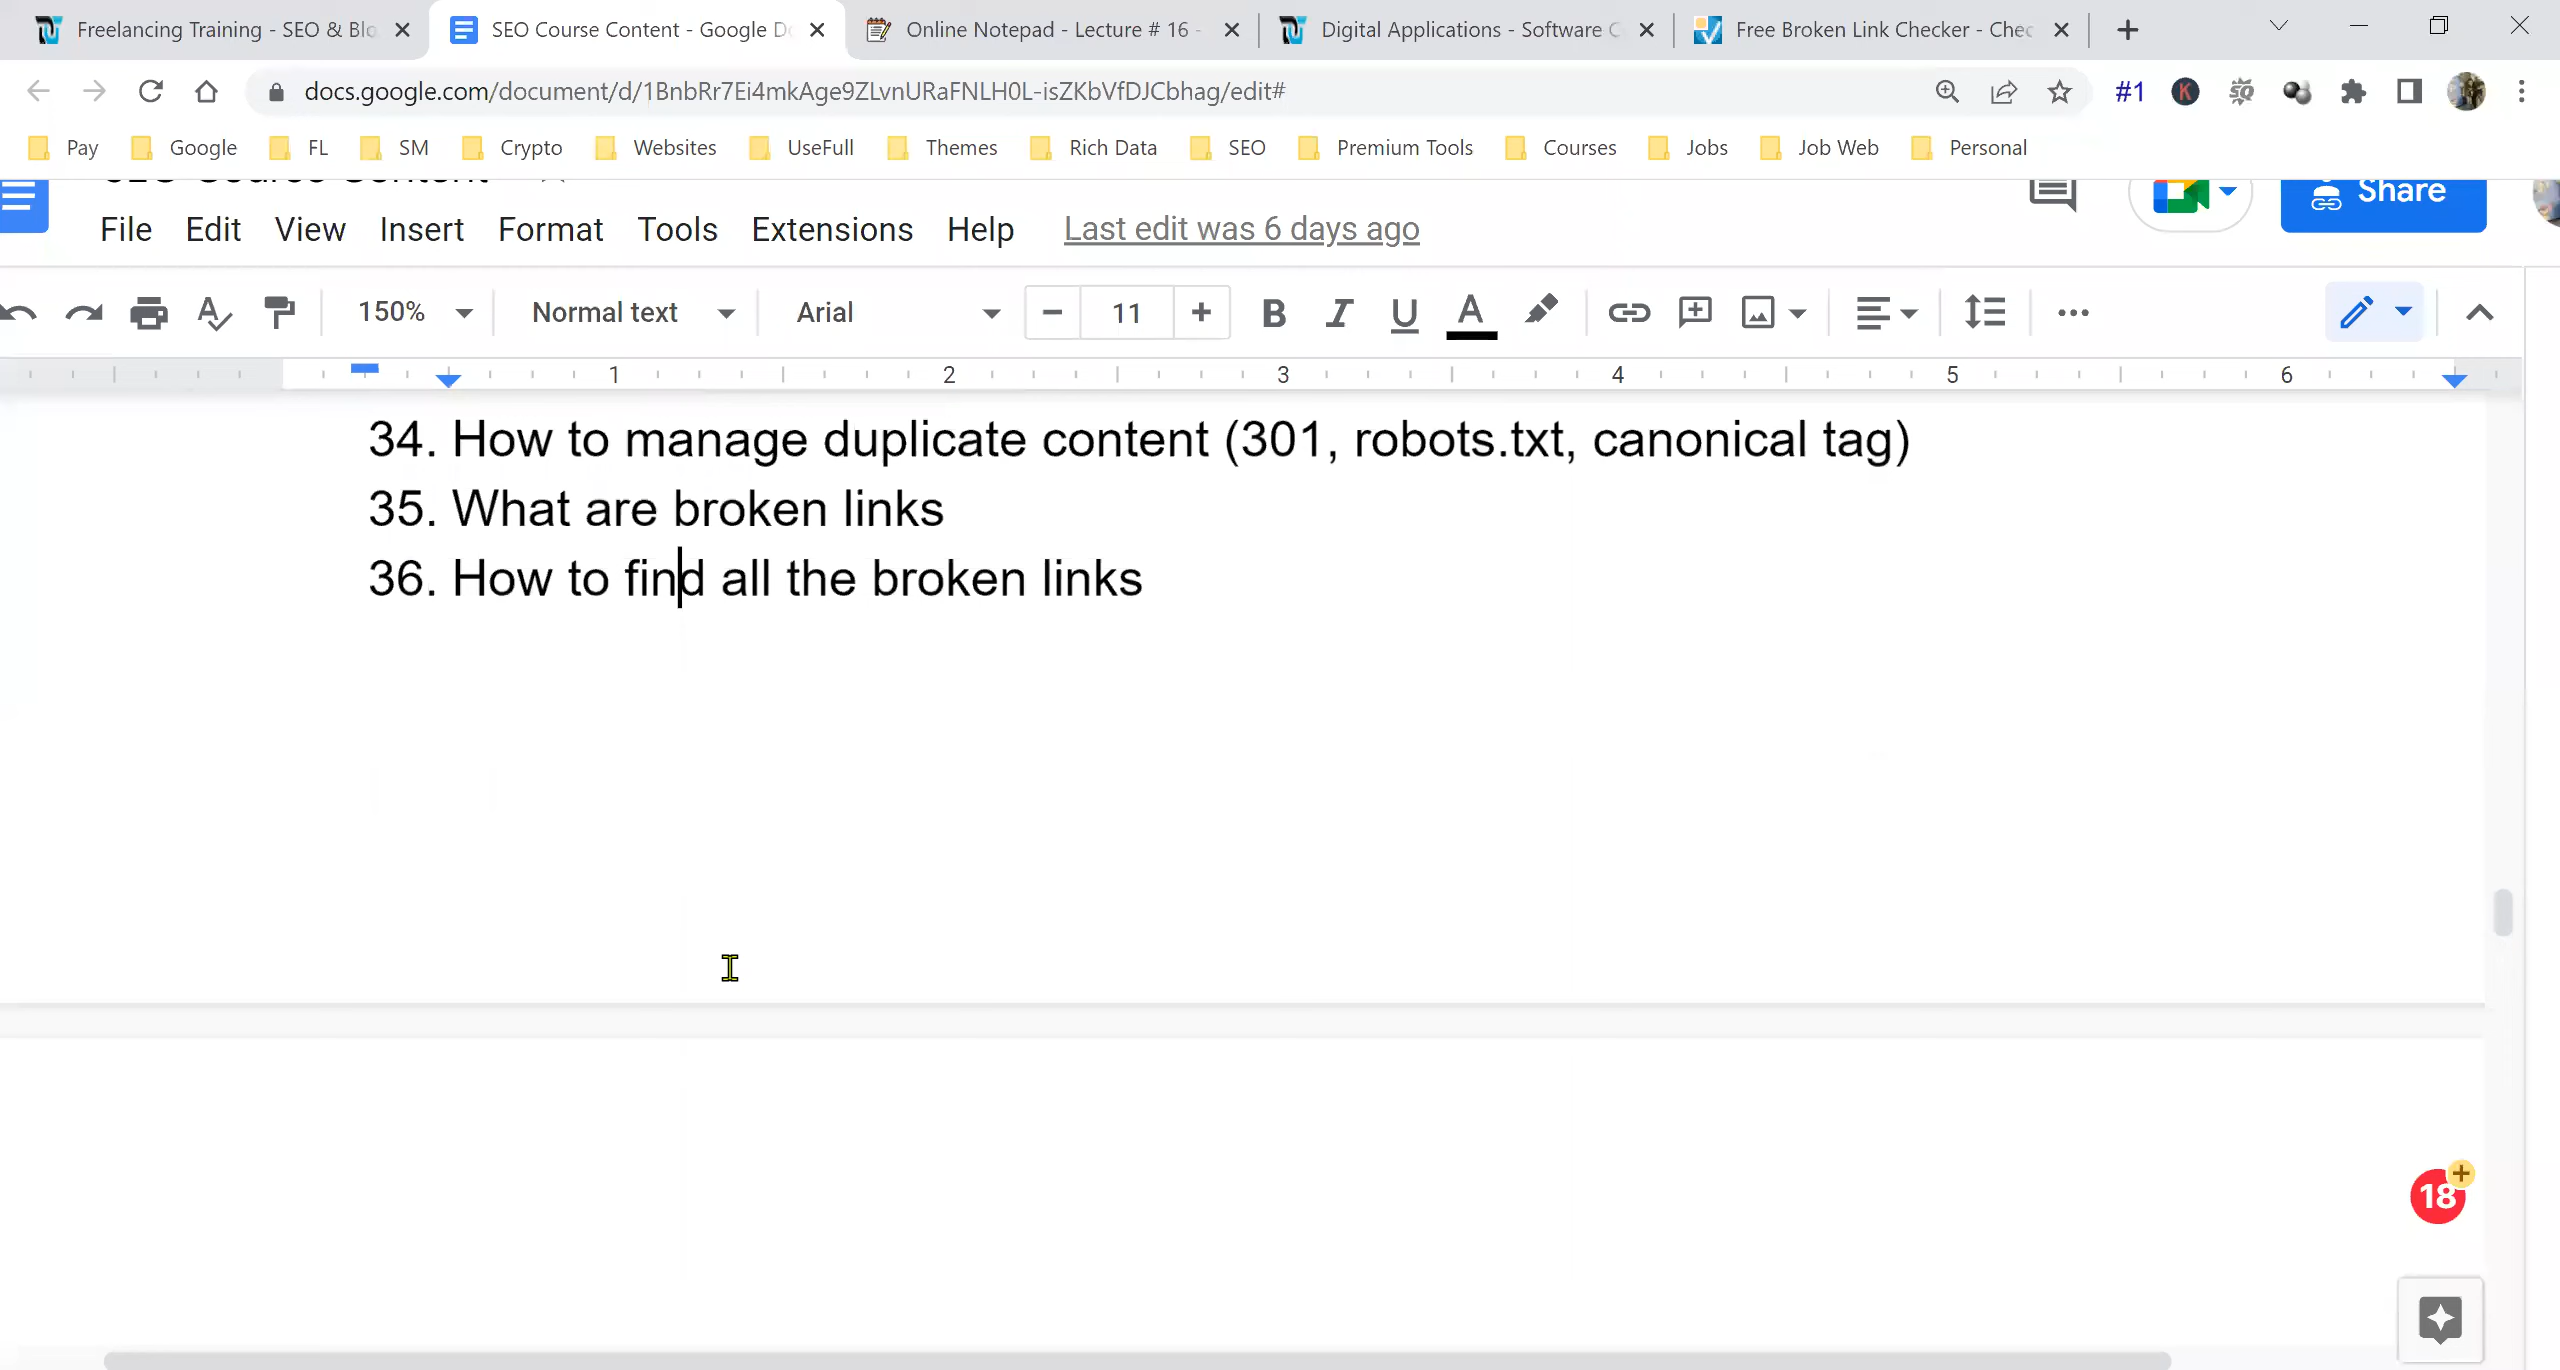 Freelancing Training - SEO & Blo
SEO Course Content - Google Do
Online Notepad - Lecture # 16 -
Digital Applications - Software C
Free Broken Link Checker - Chec
docs.google.com/document/d/1BnbRr7Ei4mkAge9ZLvnURaFNLH0L-isZKbVfDJCbhag/edit#
#1
K
SQ
Pay
Google
FL
SM
Crypto
Websites
UseFull
Themes
Rich Data
SEO
Premium Tools
Courses
Jobs
Job Web
Personal
SEO Course Content
Share
File Edit View Insert Format Tools Extensions Help Last edit was 6 days ago
150% Normal text Arial 11 B I U A
1 2 3 4 5 6
34. How to manage duplicate content (301, robots.txt, canonical tag)
35. What are broken links
36. How to find all the broken links
18